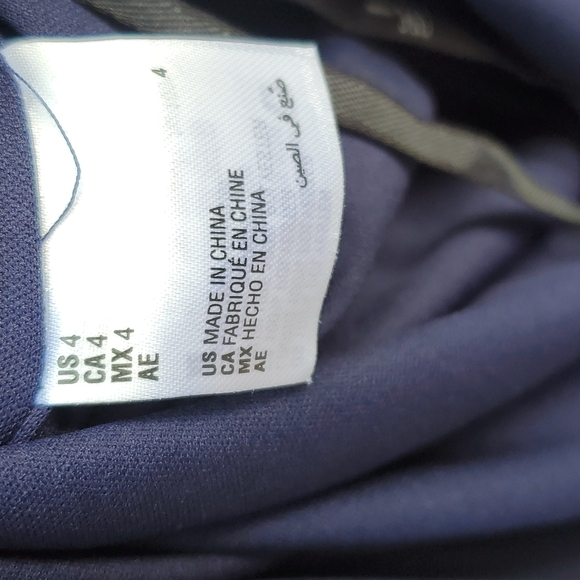 US 4
CA 4
MX 4
AE 4
US MADE IN CHINA
CA FABRIQUÉ EN CHINE
MX HECHO EN CHINA
AE صنع في الصين